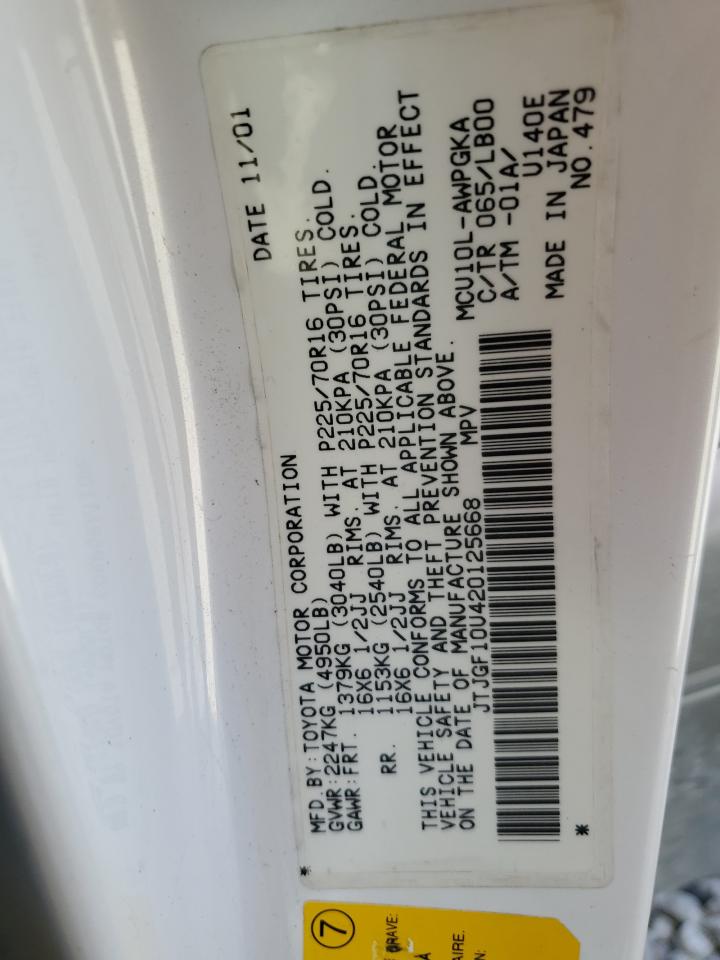 DATE 11/01
MFD.BY:TOYOTA MOTOR CORPORATION
GVWR:2247KG (4950LB)
GAWR:FRT. 1379KG (3040LB) WITH P225/70R16 TIRES.
16X6 1/2JJ RIMS. AT 210KPA (30PSI) COLD.
RR. 1153KG (2540LB) WITH P225/70R16 TIRES.
16X6 1/2JJ RIMS. AT 210KPA (30PSI) COLD.
THIS VEHICLE CONFORMS TO ALL APPLICABLE FEDERAL MOTOR
VEHICLE SAFETY AND THEFT PREVENTION STANDARDS IN EFFECT
ON THE DATE OF MANUFACTURE SHOWN ABOVE.
JTJGF10U420125668 MPV
MCU10L-AWPGKA
C/TR 065/LB00
A/TM -01A/
U140E
MADE IN JAPAN
NO.479
* *
7
RAVE:
À
AIRE.
N: